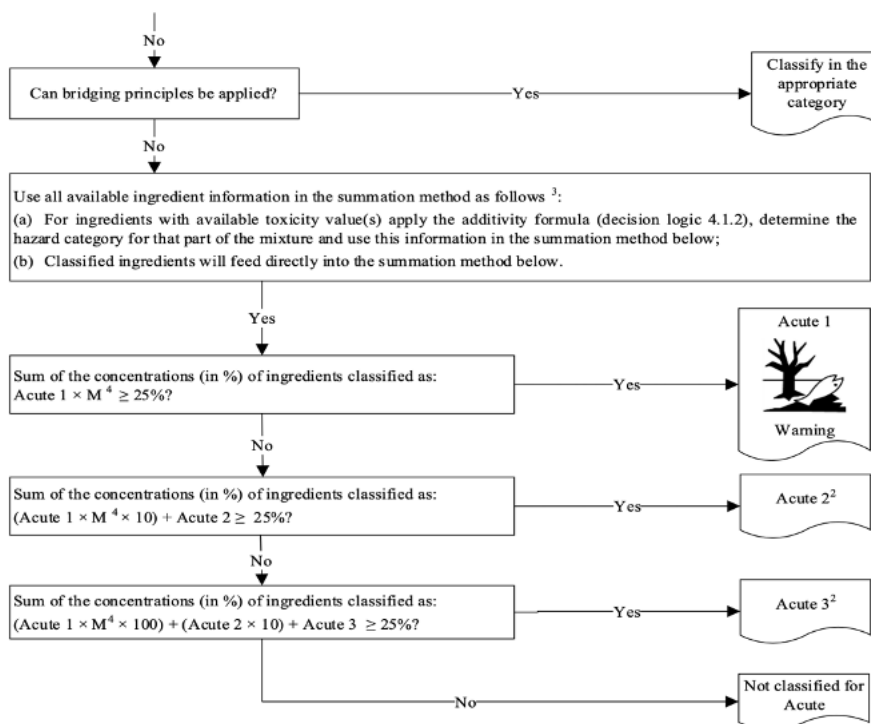 No
Can bridging principles be applied?
Yes
Classify in the
appropriate
category
No
Use all available ingredient information in the summation method as follows ³:
(a) For ingredients with available toxicity value(s) apply the additivity formula (decision logic 4.1.2), determine the
hazard category for that part of the mixture and use this information in the summation method below;
(b) Classified ingredients will feed directly into the summation method below.
Yes
Acute 1
Sum of the concentrations (in %) of ingredients classified as:
Acute 1 × M ⁴ ≥ 25%?
Yes
Warning
No
Sum of the concentrations (in %) of ingredients classified as:
(Acute 1 × M ⁴ × 10) + Acute 2 ≥ 25%?
Yes
Acute 2²
No
Sum of the concentrations (in %) of ingredients classified as:
(Acute 1 × M⁴ × 100) + (Acute 2 × 10) + Acute 3 ≥ 25%?
Yes
Acute 3²
No
Not classified for
Acute